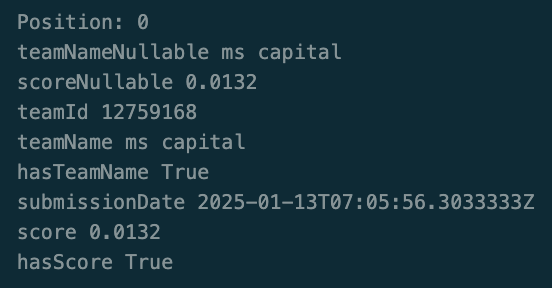 Position: 0
teamNameNullable ms capital
scoreNullable 0.0132
teamId 12759168
teamName ms capital
hasTeamName True
submissionDate 2025-01-13T07:05:56.3033333Z
score 0.0132
hasScore True